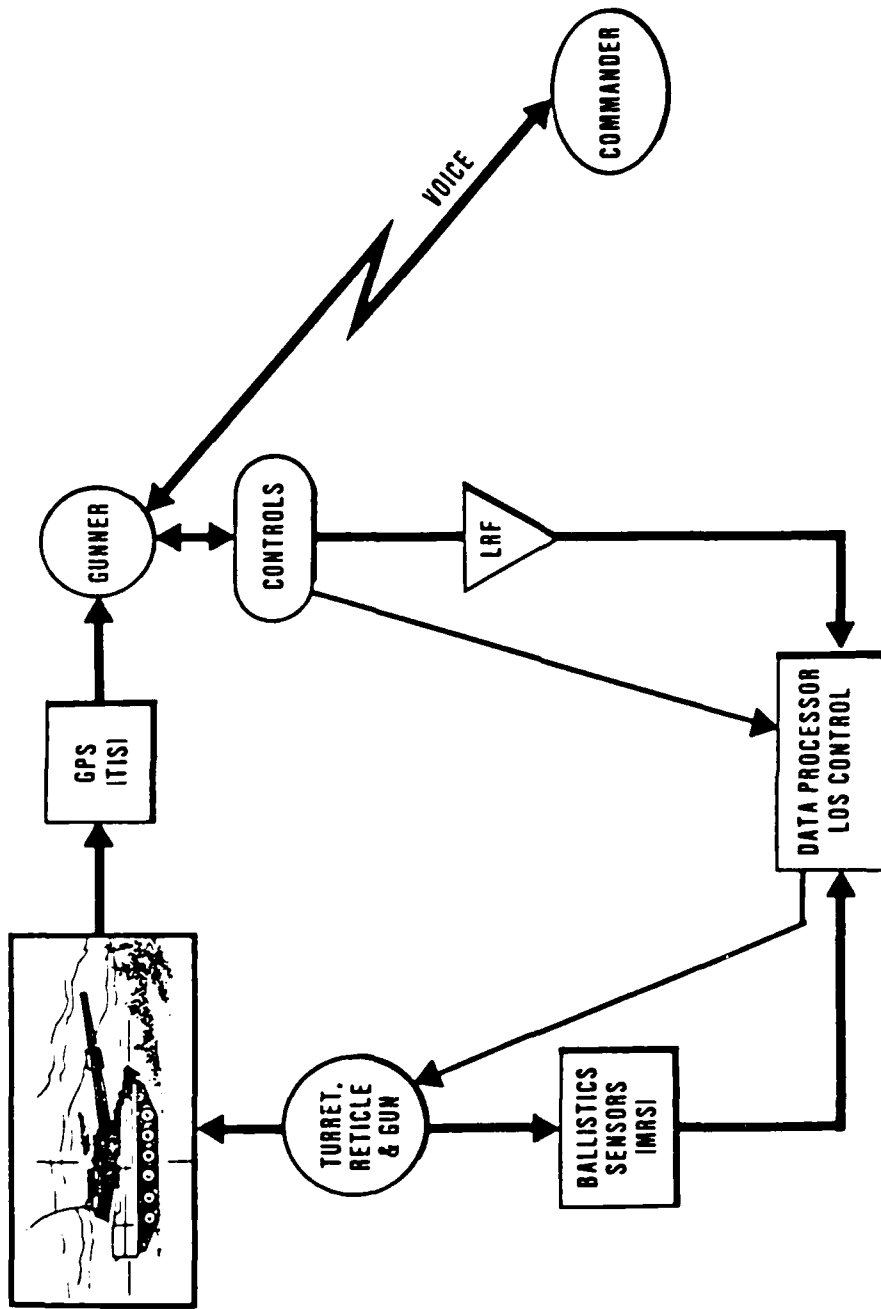 GPS
(TIS)
GUNNER
VOICE
COMMANDER
CONTROLS
LRF
TURRET,
RETICLE
& GUN
BALLISTICS
SENSORS
(MRS)
DATA PROCESSOR
LOS CONTROL